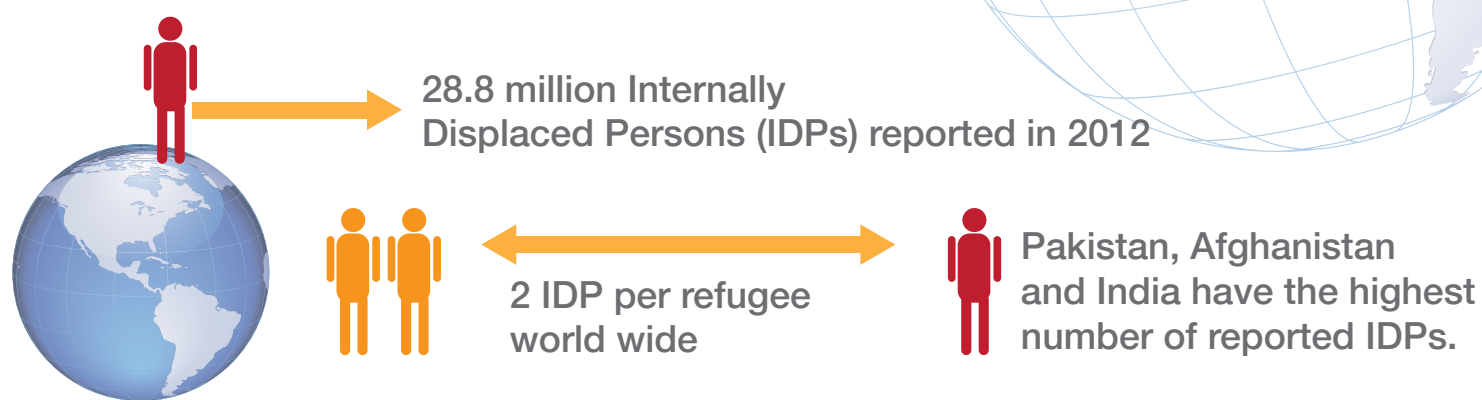 28.8 million Internally
Displaced Persons (IDPs) reported in 2012
2 IDP per refugee
world wide
Pakistan, Afghanistan
and India have the highest
number of reported IDPs.